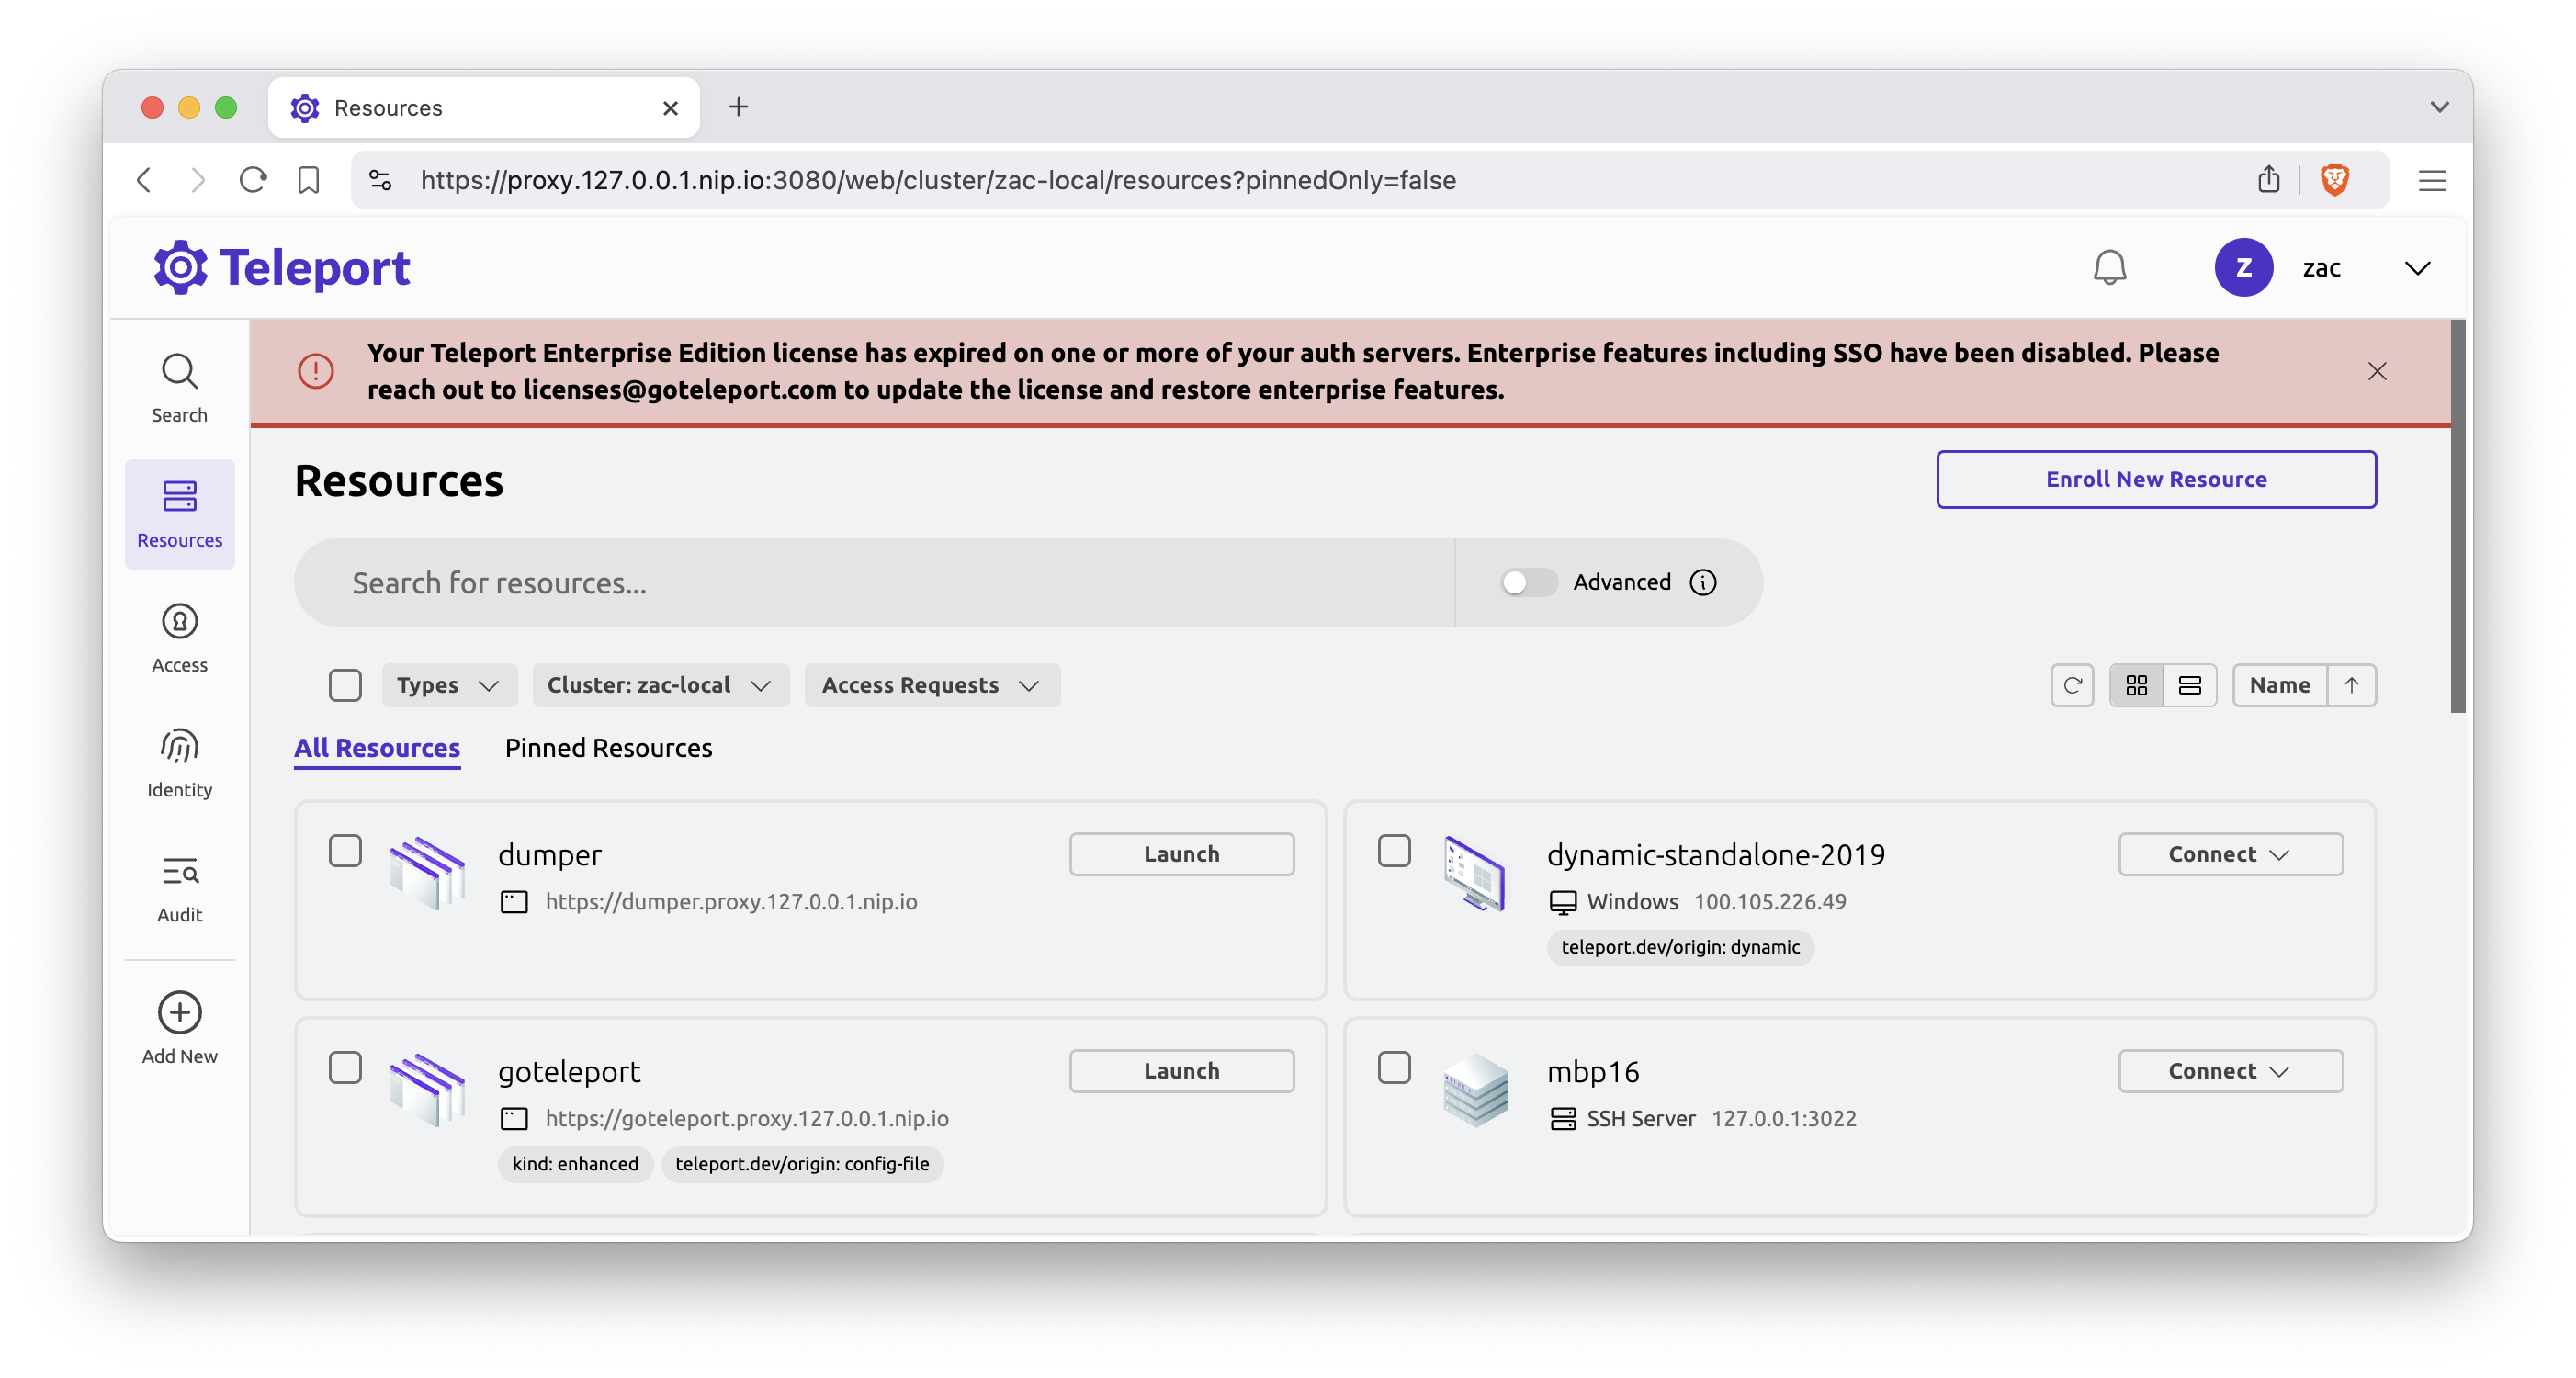 Resources
https://proxy.127.0.0.1.nip.io:3080/web/cluster/zac-local/resources?pinnedOnly=false
Teleport
Z
zac
Search
Resources
Access
Identity
Audit
Add New
Your Teleport Enterprise Edition license has expired on one or more of your auth servers. Enterprise features including SSO have been disabled. Please
reach out to licenses@goteleport.com to update the license and restore enterprise features.
Resources
Enroll New Resource
Search for resources...
Advanced
Types
Cluster: zac-local
Access Requests
Name
All Resources
Pinned Resources
dumper
Launch
https://dumper.proxy.127.0.0.1.nip.io
dynamic-standalone-2019
Connect
Windows 100.105.226.49
teleport.dev/origin: dynamic
goteleport
Launch
https://goteleport.proxy.127.0.0.1.nip.io
kind: enhanced
teleport.dev/origin: config-file
mbp16
Connect
SSH Server 127.0.0.1:3022